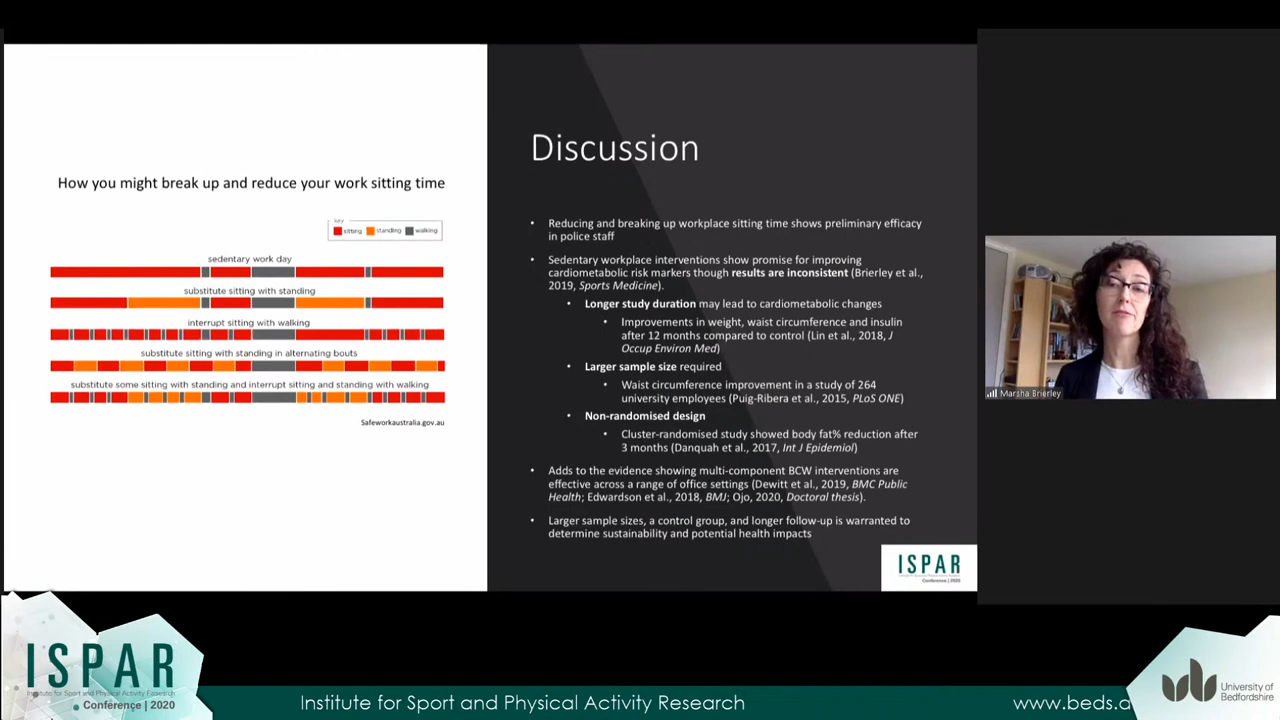 How you might break up and reduce your work sitting time
key
sitting standing walking
sedentary work day
substitute sitting with standing
interrupt sitting with walking
substitute sitting with standing in alternating bouts
substitute some sitting with standing and interrupt sitting and standing with walking
Safeworkaustralia.gov.au
Discussion
• Reducing and breaking up workplace sitting time shows preliminary efficacy
in police staff
• Sedentary workplace interventions show promise for improving
cardiometabolic risk markers though results are inconsistent (Brierley et al.,
2019, Sports Medicine).
• Longer study duration may lead to cardiometabolic changes
• Improvements in weight, waist circumference and insulin
after 12 months compared to control (Lin et al., 2018, J
Occup Environ Med)
• Larger sample size required
• Waist circumference improvement in a study of 264
university employees (Puig-Ribera et al., 2015, PLoS ONE)
• Non-randomised design
• Cluster-randomised study showed body fat% reduction after
3 months (Danquah et al., 2017, Int J Epidemiol)
• Adds to the evidence showing multi-component BCW interventions are
effective across a range of office settings (Dewitt et al., 2019, BMC Public
Health; Edwardson et al., 2018, BMJ; Ojo, 2020, Doctoral thesis).
• Larger sample sizes, a control group, and longer follow-up is warranted to
determine sustainability and potential health impacts
ISPAR
Conference | 2020
Marsha Brierley
ISPAR
Institute for Sport and Physical Activity Research
Conference | 2020
Institute for Sport and Physical Activity Research
www.beds.a
University of
Bedfordshire